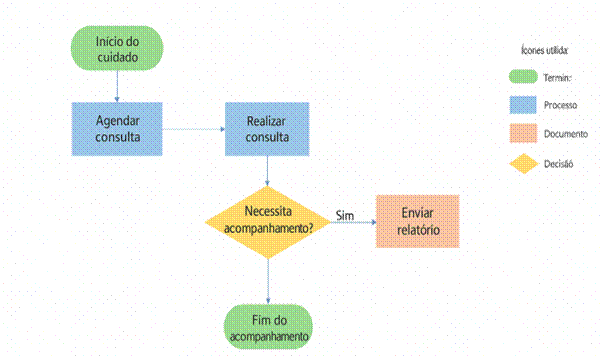 Início do
cuidado
Agendar
consulta
Realizar
consulta
Necessita
acompanhamento?
Sim
Enviar
relatório
Fim do
acompanhamento
Ícones utilida:
Termin.:
Processo
Documento
Decisão